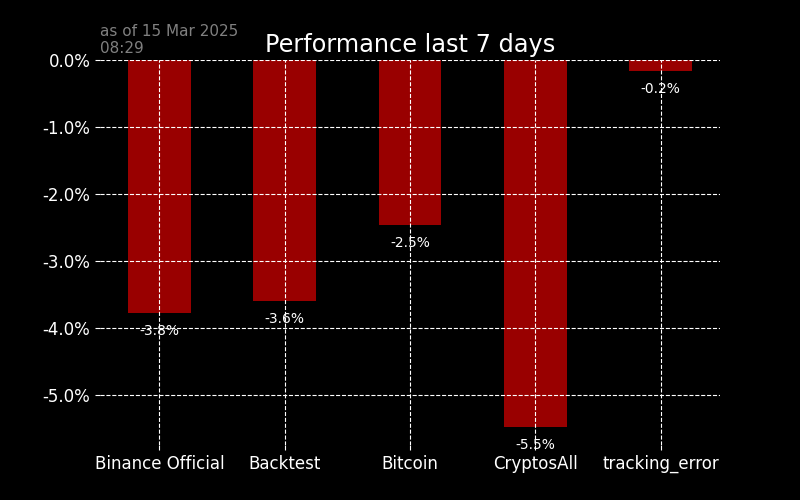 as of 15 Mar 2025
08:29
Performance last 7 days
0.0%
-1.0%
-2.0%
-3.0%
-4.0%
-5.0%
-3.8%
-3.6%
-2.5%
-5.5%
-0.2%
Binance Official
Backtest
Bitcoin
CryptosAll
tracking_error